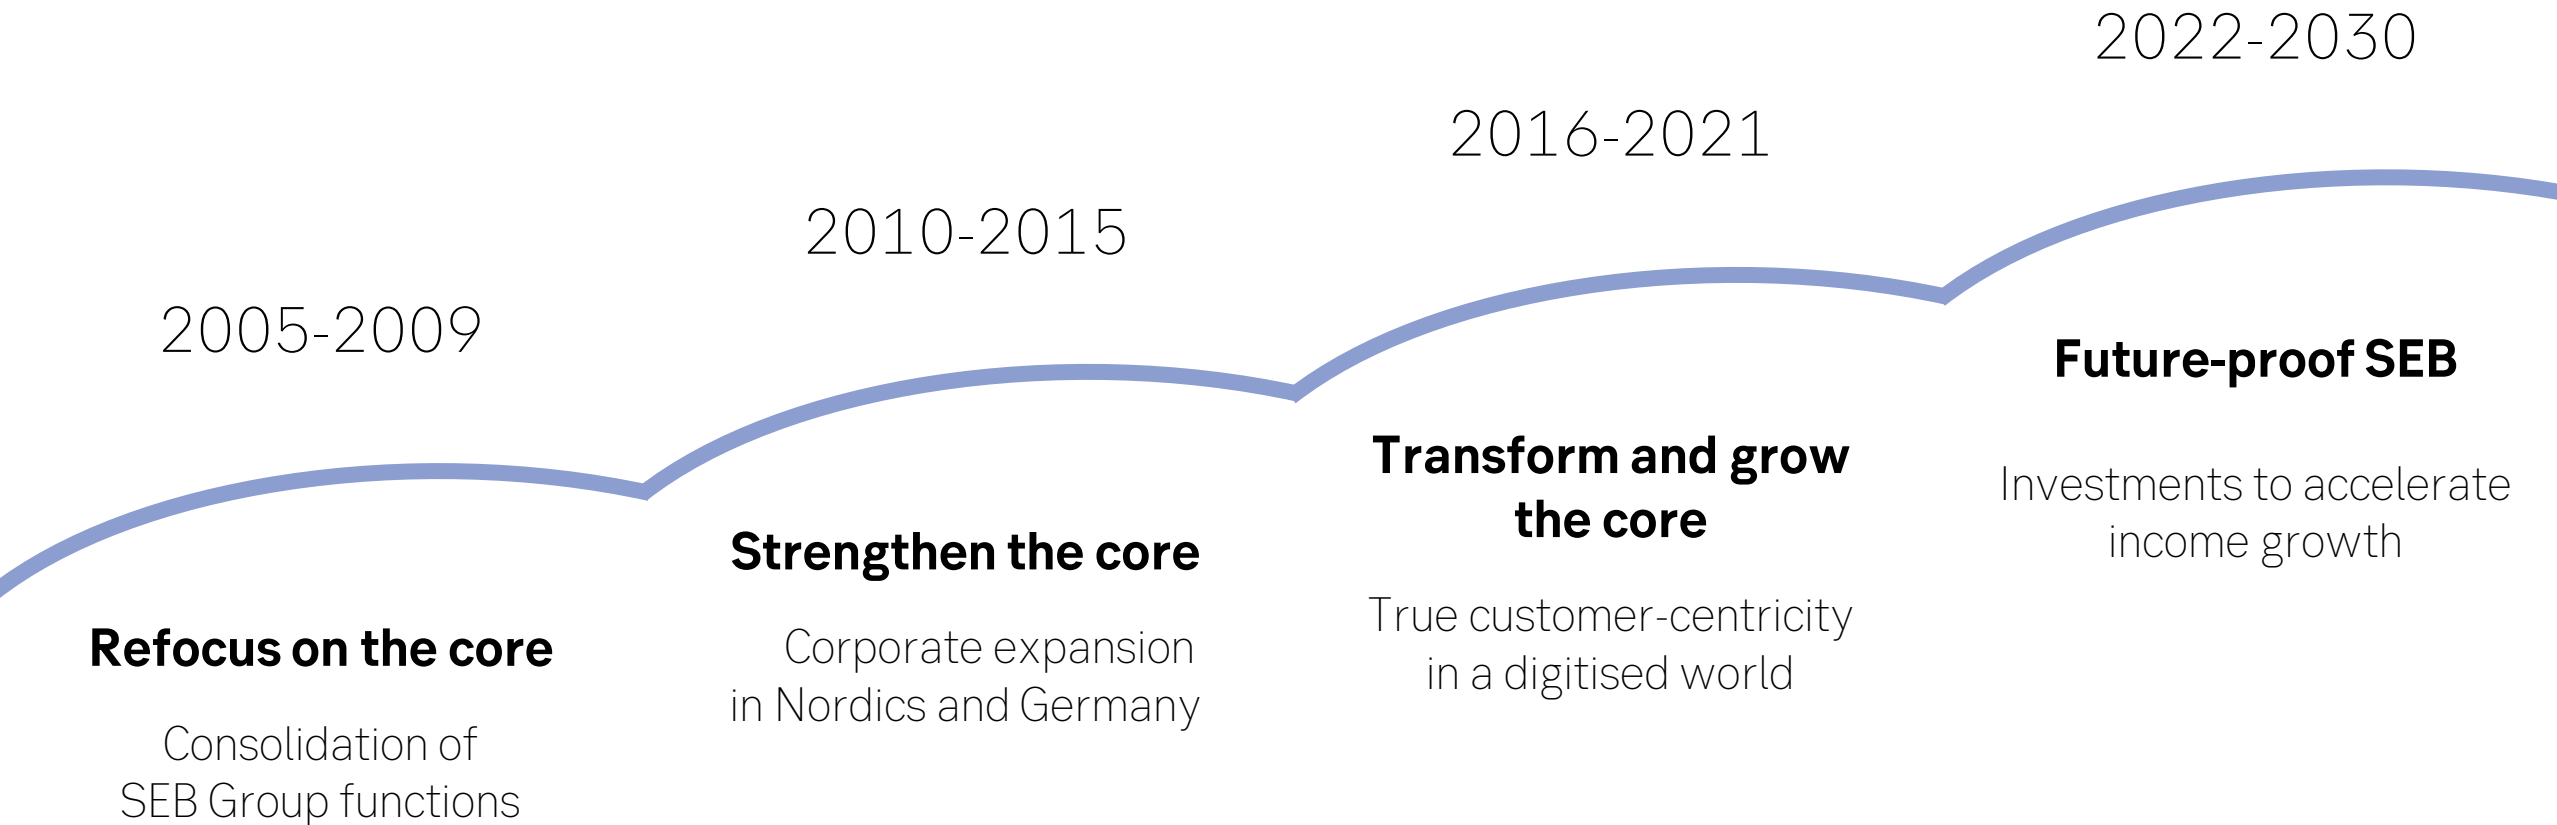 2005-2009
Refocus on the core
Consolidation of
SEB Group functions
2010-2015
Strengthen the core
Corporate expansion
in Nordics and Germany
2016-2021
Transform and grow
the core
True customer-centricity
in a digitised world
2022-2030
Future-proof SEB
Investments to accelerate
income growth